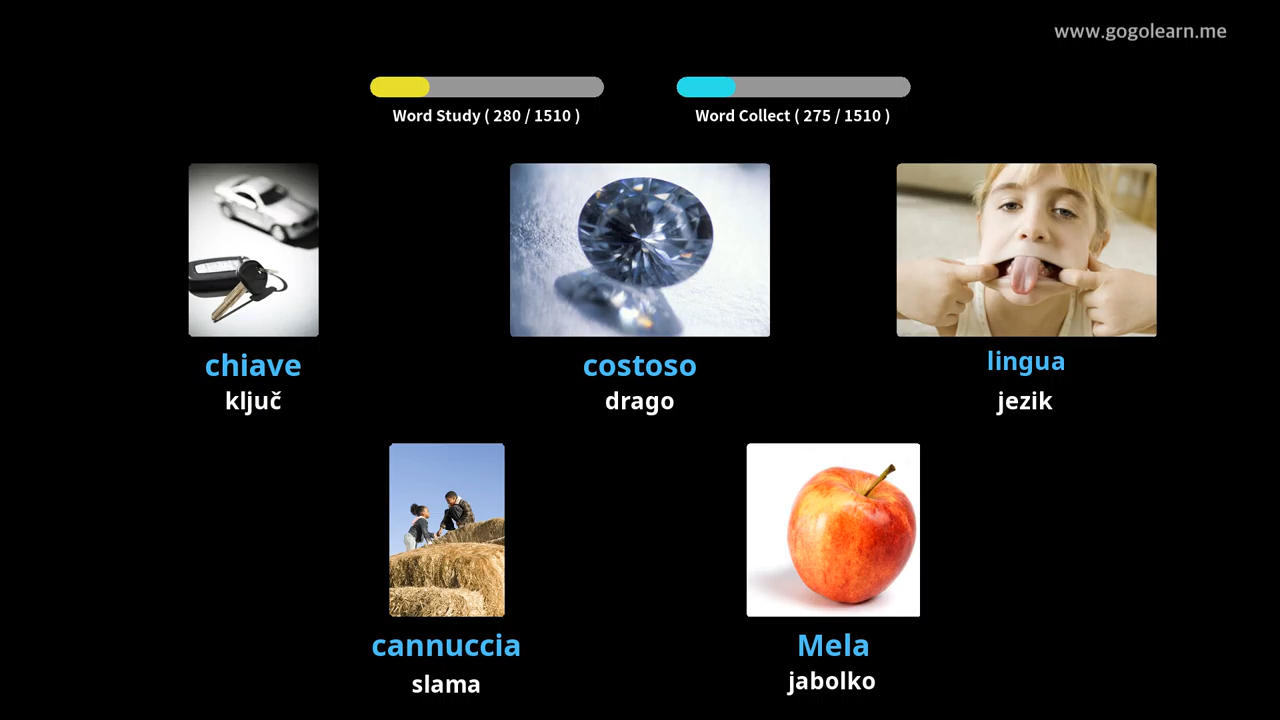 www.gogolearn.me
Word Study ( 280 / 1510 )
Word Collect ( 275 / 1510 )
chiave
ključ
costoso
drago
lingua
jezik
cannuccia
slama
Mela
jabolko